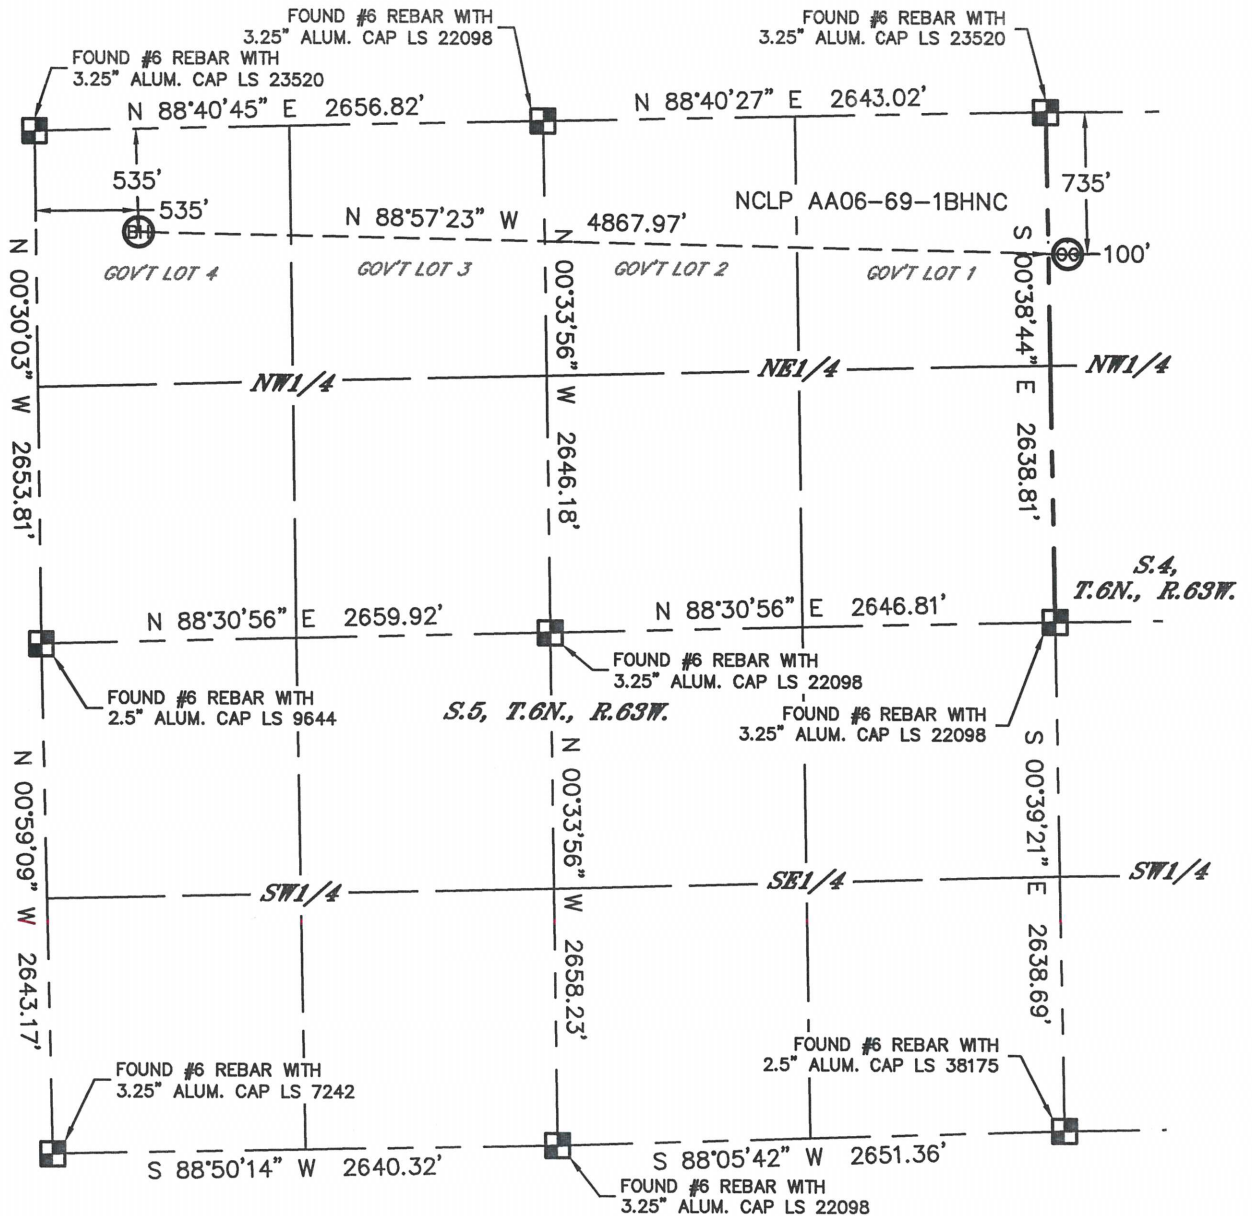 FOUND #6 REBAR WITH
3.25" ALUM. CAP LS 22098
FOUND #6 REBAR WITH
3.25" ALUM. CAP LS 23520
FOUND #6 REBAR WITH
3.25" ALUM. CAP LS 23520
N 88°40'45" E 2656.82'
N 88°40'27" E 2643.02'
535'
535'
735'
NCLP AA06-69-1BHNC
BH
N 88°57'23" W 4867.97'
OG
100'
GOV'T LOT 4
GOV'T LOT 3
GOV'T LOT 2
GOV'T LOT 1
N 00°30'03" W 2653.81'
N 00°33'56" W 2646.18'
S 00°38'44" E 2638.81'
NW1/4
NE1/4
NW1/4
S.4,
T.6N., R.63W.
N 88°30'56" E 2659.92'
N 88°30'56" E 2646.81'
FOUND #6 REBAR WITH
3.25" ALUM. CAP LS 22098
FOUND #6 REBAR WITH
2.5" ALUM. CAP LS 9644
S.5, T.6N., R.63W.
FOUND #6 REBAR WITH
3.25" ALUM. CAP LS 22098
N 00°59'09" W 2643.17'
N 00°33'56" W 2658.23'
S 00°39'21" E 2638.69'
SW1/4
SE1/4
SW1/4
FOUND #6 REBAR WITH
3.25" ALUM. CAP LS 7242
FOUND #6 REBAR WITH
2.5" ALUM. CAP LS 38175
S 88°50'14" W 2640.32'
S 88°05'42" W 2651.36'
FOUND #6 REBAR WITH
3.25" ALUM. CAP LS 22098